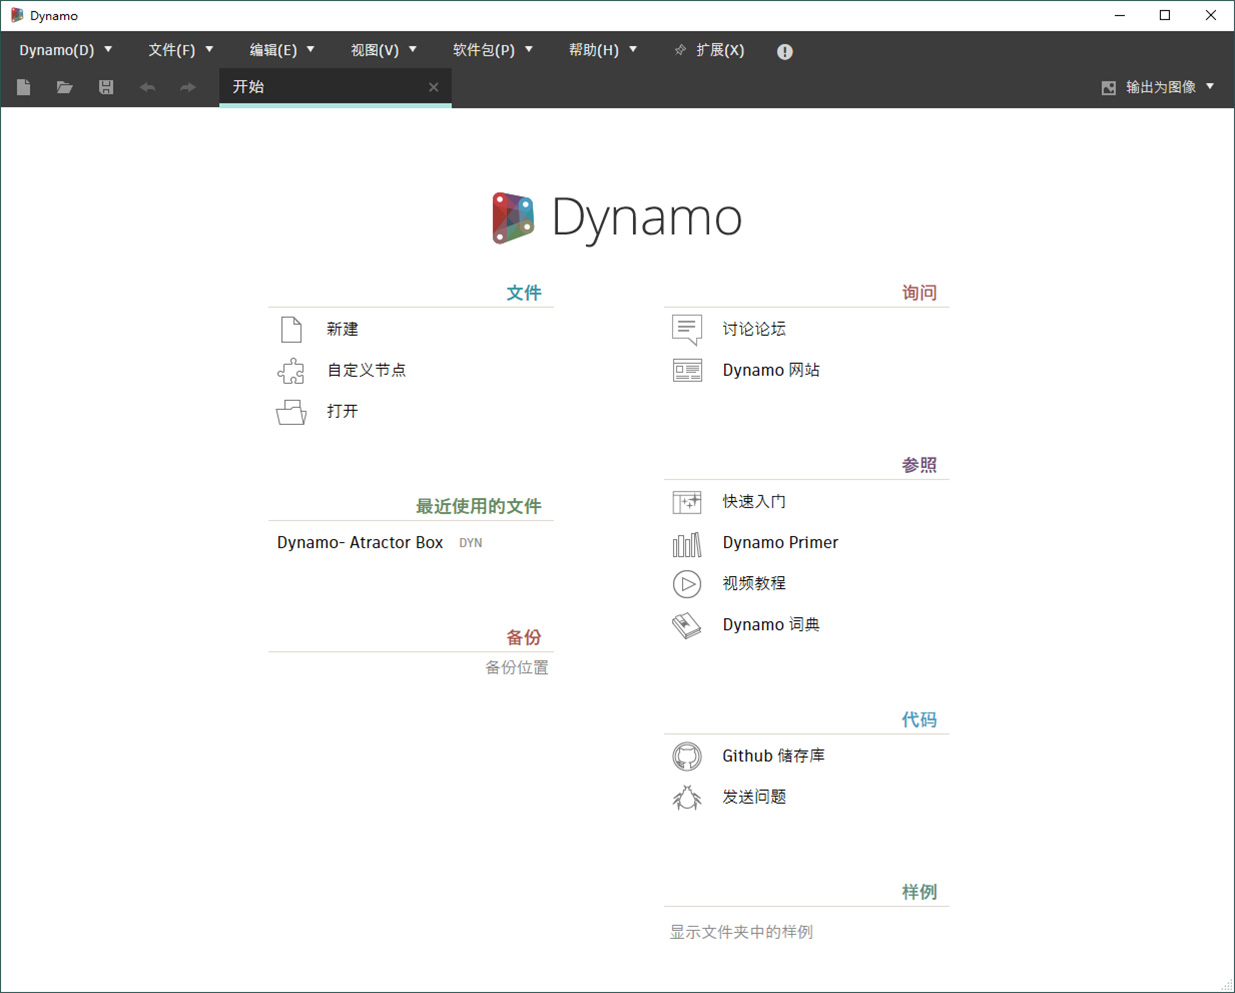 Dynamo
Dynamo(D) 文件(F) 编辑(E) 视图(V) 软件包(P) 帮助(H) 扩展(X)
开始
输出为图像
Dynamo
文件
新建
自定义节点
打开
最近使用的文件
Dynamo- Atractor Box DYN
备份
备份位置
询问
讨论论坛
Dynamo 网站
参照
快速入门
Dynamo Primer
视频教程
Dynamo 词典
代码
Github 储存库
发送问题
样例
显示文件夹中的样例